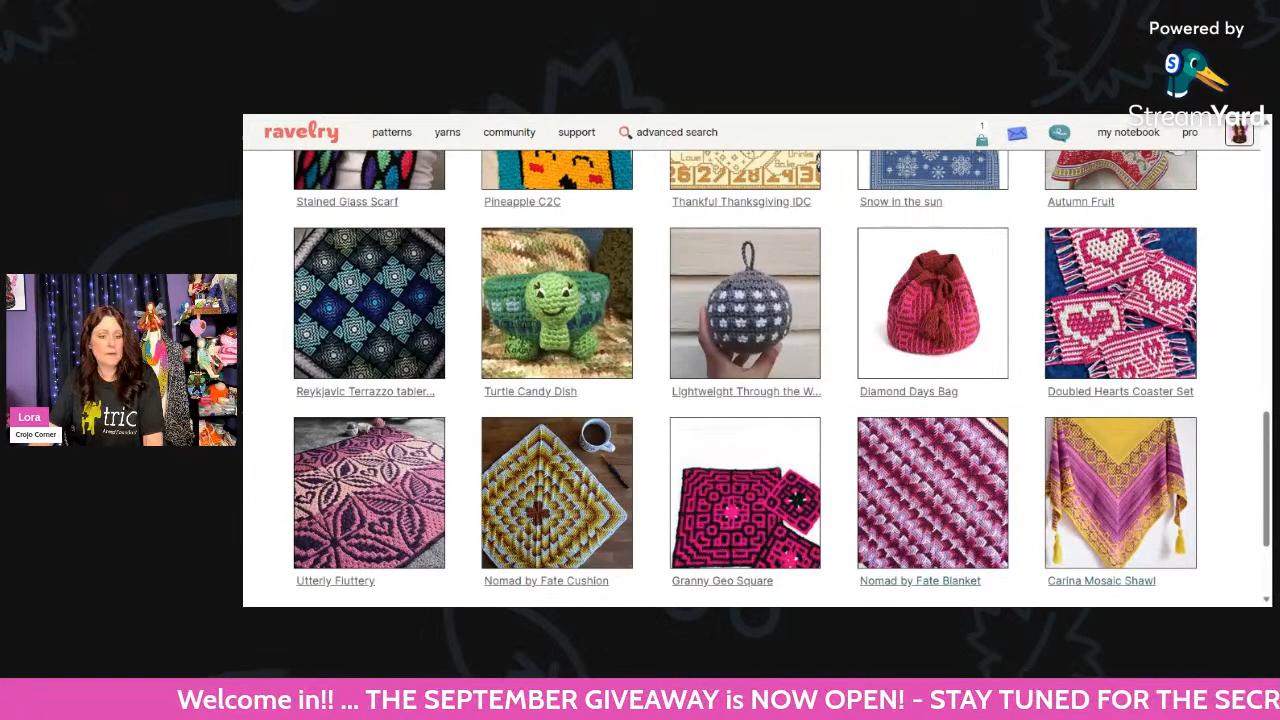 Powered by
StreamYard
ravelry patterns yarns community support advanced search 1 my notebook pro
Stained Glass Scarf Pineapple C2C Thankful Thanksgiving IDC Snow in the sun Autumn Fruit
Reykjavic Terrazzo tabler... Turtle Candy Dish Lightweight Through the W... Diamond Days Bag Doubled Hearts Coaster Set
Lora
Crojo Corner
tric
Utterly Fluttery Nomad by Fate Cushion Granny Geo Square Nomad by Fate Blanket Carina Mosaic Shawl
Welcome in!! ... THE SEPTEMBER GIVEAWAY is NOW OPEN! - STAY TUNED FOR THE SECR